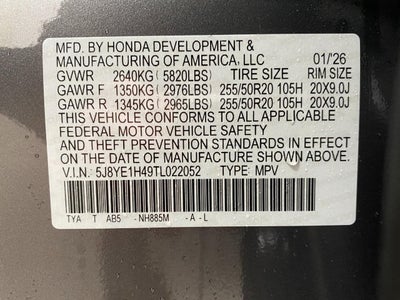 MFD. BY HONDA DEVELOPMENT &
MANUFACTURING OF AMERICA, LLC 01/26
GVWR 2640KG (5820LBS) TIRE SIZE RIM SIZE
GAWR F 1350KG (2976LBS) 255/50R20 105H 20X9.0J
GAWR R 1345KG (2965LBS) 255/50R20 105H 20X9.0J
THIS VEHICLE CONFORMS TO ALL APPLICABLE
FEDERAL MOTOR VEHICLE SAFETY
AND THEFT PREVENTION STANDARDS IN EFFECT
ON THE DATE OF MANUFACTURE SHOWN ABOVE.
V.I.N. 5J8YE1H49TL022052 TYPE: MPV
TYA T AB5 -NH885M -A-L